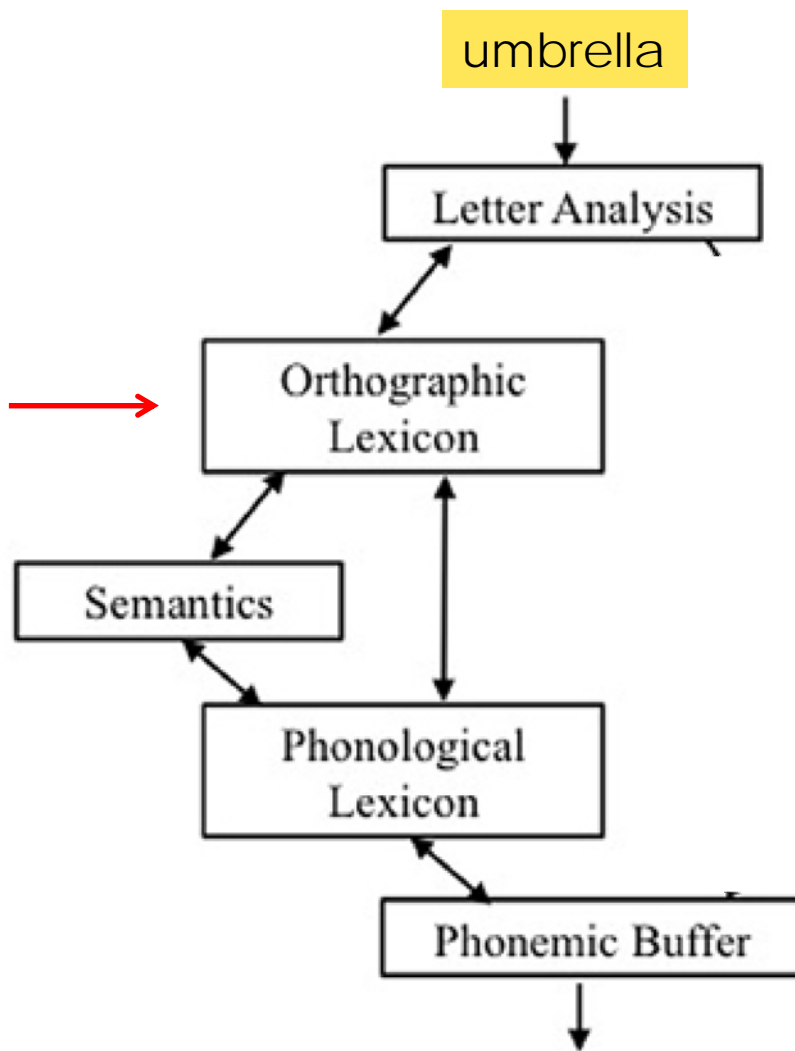 umbrella
Letter Analysis
Orthographic
Lexicon
Semantics
Phonological
Lexicon
Phonemic Buffer